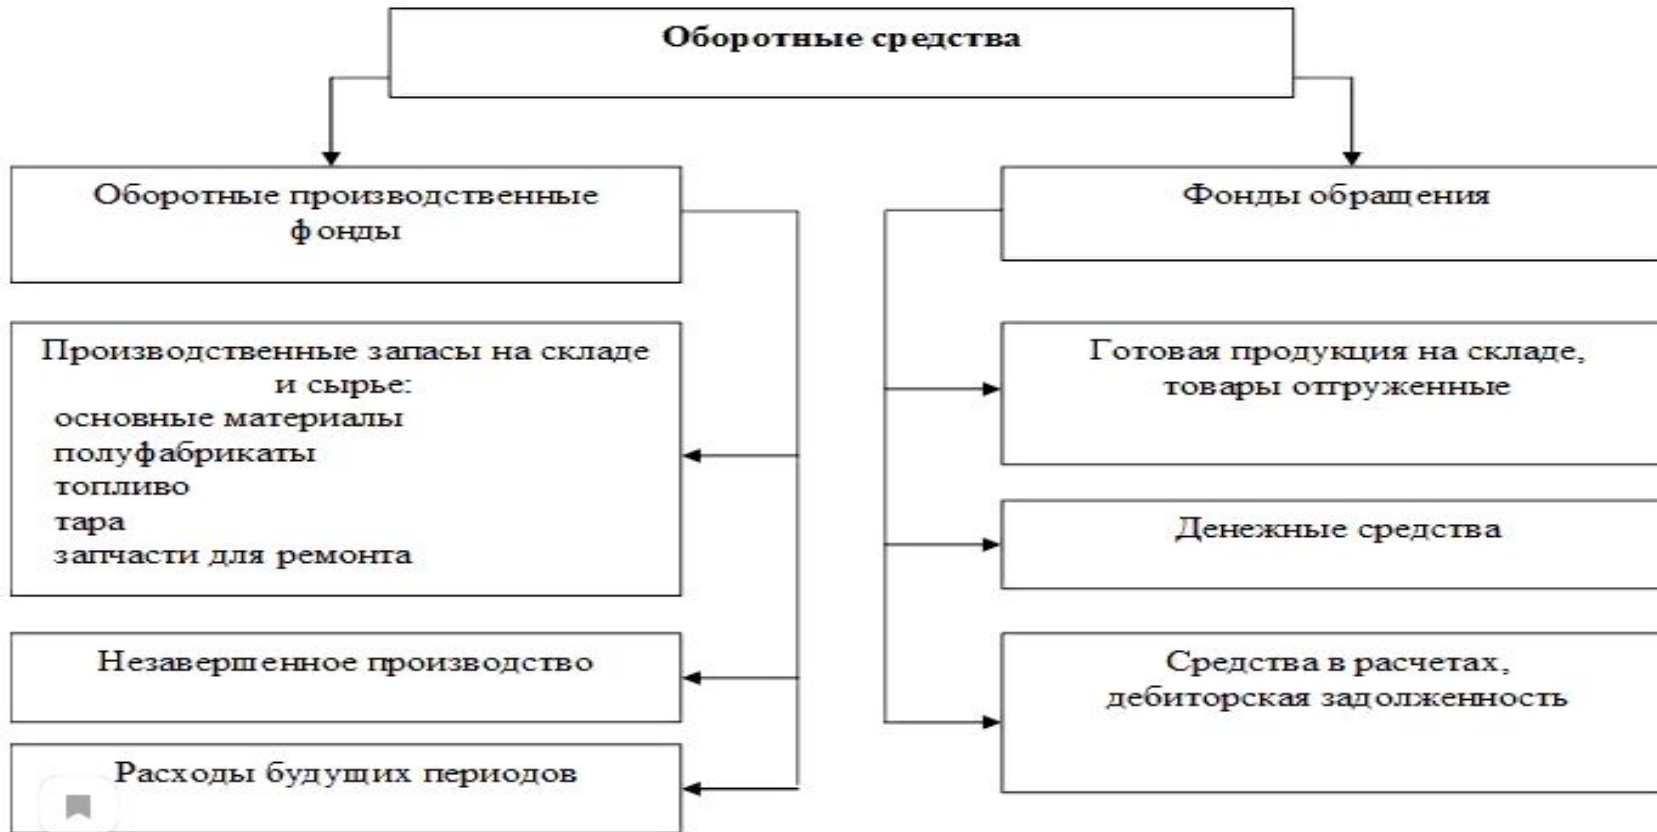 Оборотные средства
Оборотные производственные
фонды
Производственные запасы на складе
и сырье:
основные материалы
полуфабрикаты
топливо
тара
запчасти для ремонта
Незавершенное производство
Расходы будущих периодов
Фонды обращения
Готовая продукция на складе,
товары отгруженные
Денежные средства
Средства в расчетах,
дебиторская задолженность